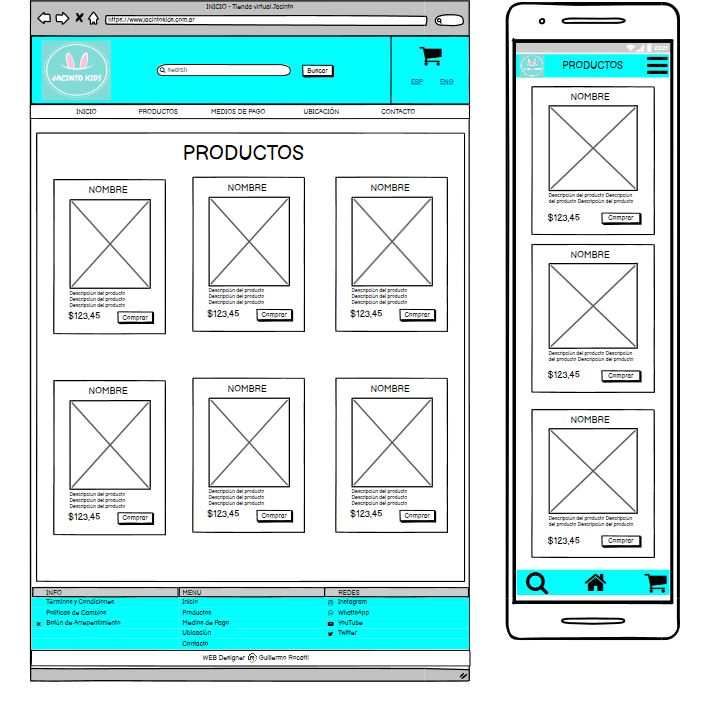 INICIO - Tienda virtual Jacinto
https://www.jacintokids.com.ar
JACINTO KIDS
search
Buscar
ESP ENG
INICIO PRODUCTOS MEDIOS DE PAGO UBICACIÓN CONTACTO
PRODUCTOS
NOMBRE
Descripción del producto
Descripción del producto
Descripción del producto
$123,45 Comprar
NOMBRE
Descripción del producto
Descripción del producto
Descripción del producto
$123,45 Comprar
NOMBRE
Descripción del producto
Descripción del producto
Descripción del producto
$123,45 Comprar
NOMBRE
Descripción del producto
Descripción del producto
Descripción del producto
$123,45 Comprar
NOMBRE
Descripción del producto
Descripción del producto
Descripción del producto
$123,45 Comprar
NOMBRE
Descripción del producto
Descripción del producto
Descripción del producto
$123,45 Comprar
INFO
Términos y Condiciones
Políticas de Cambios
Botón de Arrepentimiento
MENU
Inicio
Productos
Medios de Pago
Ubicación
Contacto
REDES
Instagram
WhattsApp
YouTube
Twitter
WEB Designer R Guillermo Rosatti
PRODUCTOS
NOMBRE
Descripción del producto Descripción
del producto Descripción del producto
$123,45 Comprar
NOMBRE
Descripción del producto Descripción
del producto Descripción del producto
$123,45 Comprar
NOMBRE
Descripción del producto Descripción
del producto Descripción del producto
$123,45 Comprar